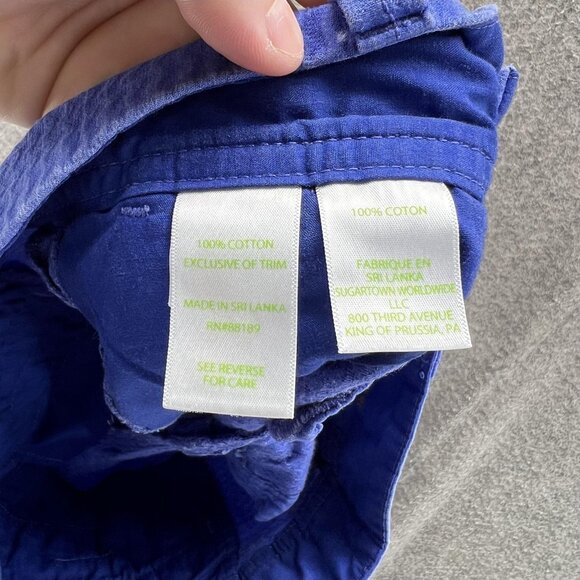 100% COTTON
EXCLUSIVE OF TRIM
MADE IN SRI LANKA
RN#88189
SEE REVERSE
FOR CARE
100% COTON
FABRIQUE EN
SRI LANKA
SUGARTOWN WORLDWIDE
LLC
800 THIRD AVENUE
KING OF PRUSSIA, PA